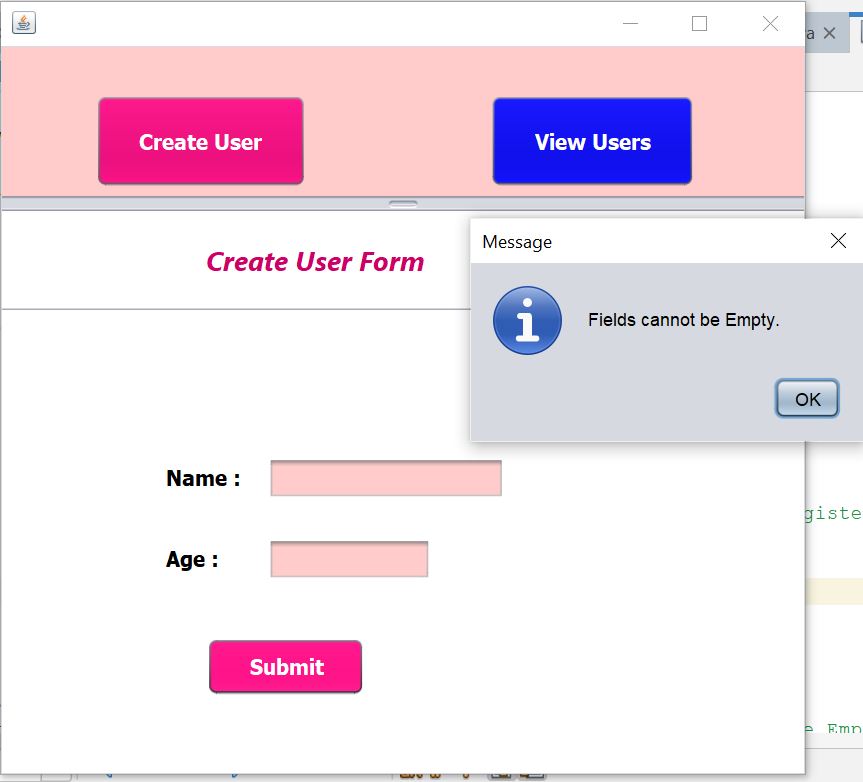 a
Create User
View Users
Create User Form
Message
Fields cannot be Empty.
OK
Name :
Age :
Submit
giste
e Emp